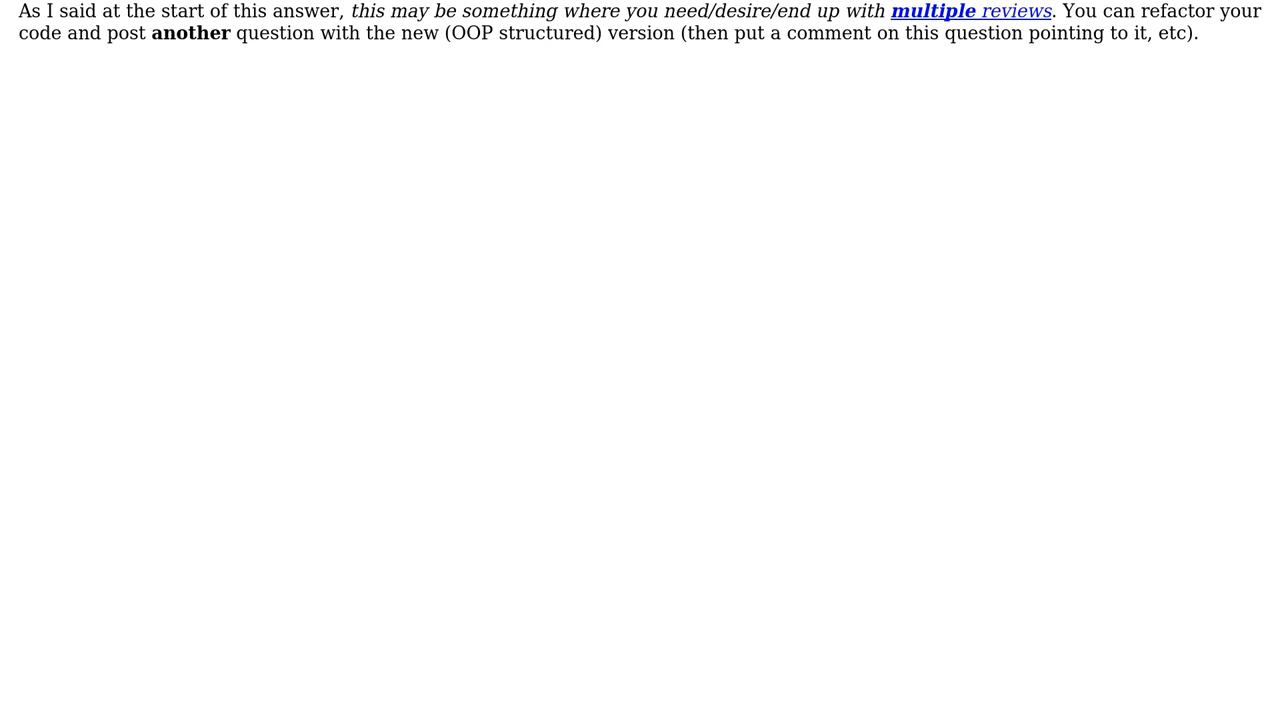 As I said at the start of this answer, this may be something where you need/desire/end up with multiple reviews. You can refactor your
code and post another question with the new (OOP structured) version (then put a comment on this question pointing to it, etc).